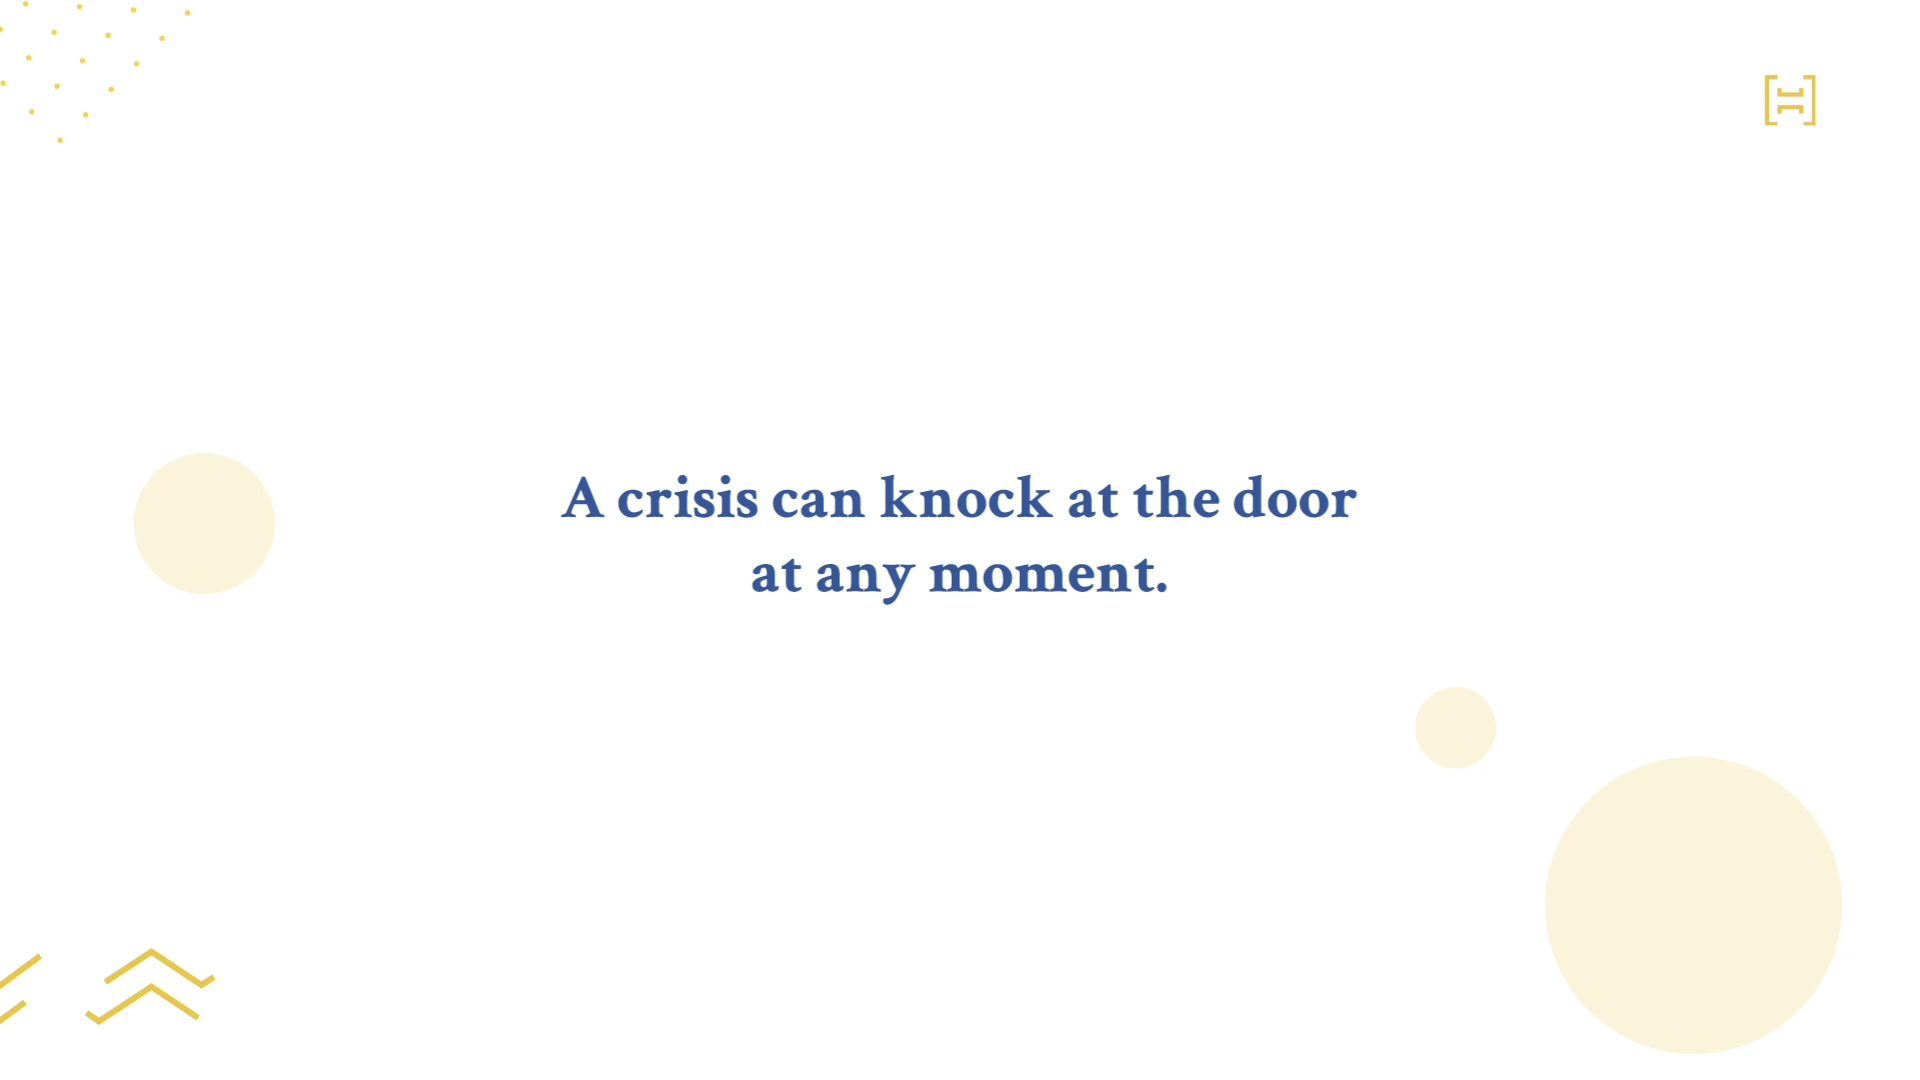 A crisis can knock at the door
at any moment.